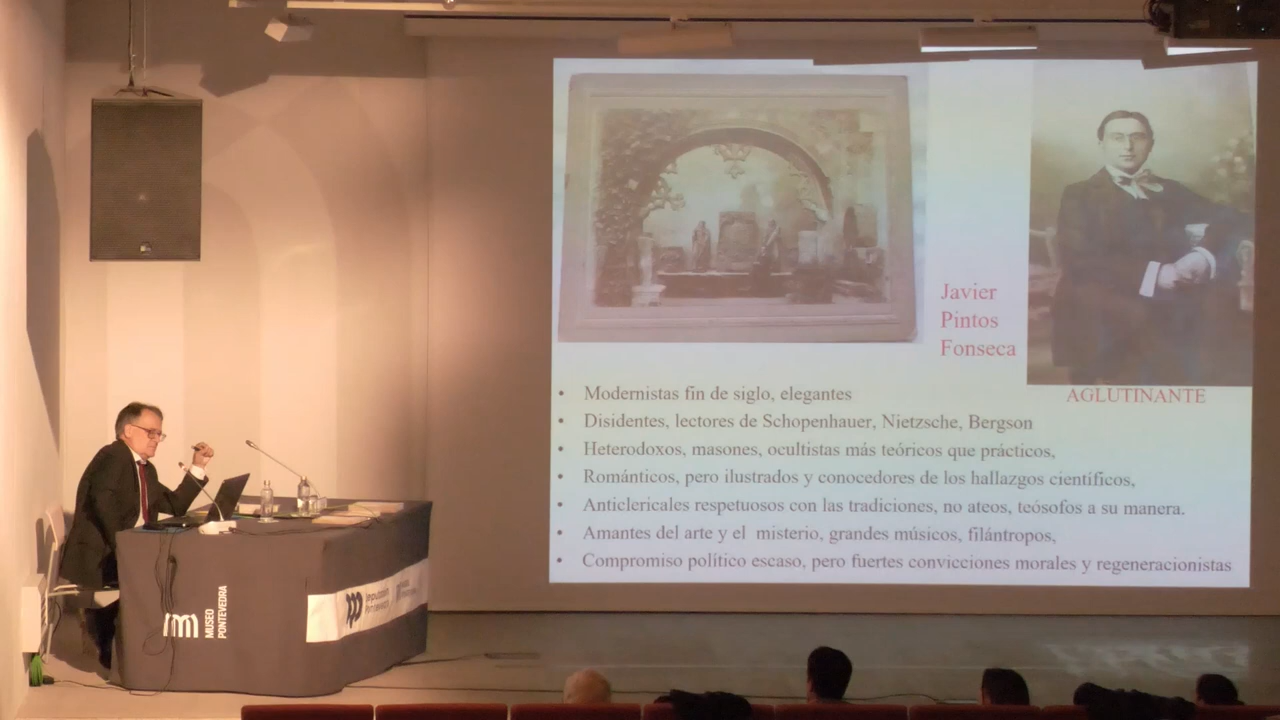 Javier
Pintos
Fonseca
AGLUTINANTE
• Modernistas fin de siglo, elegantes
• Disidentes, lectores de Schopenhauer, Nietzsche, Bergson
• Heterodoxos, masones, ocultistas más teóricos que prácticos,
• Románticos, pero ilustrados y conocedores de los hallazgos científicos,
• Anticlericales respetuosos con las tradiciones, no ateos, teósofos a su manera.
• Amantes del arte y el misterio, grandes músicos, filántropos,
• Compromiso político escaso, pero fuertes convicciones morales y regeneracionistas
MUSEO
PONTEVEDRA